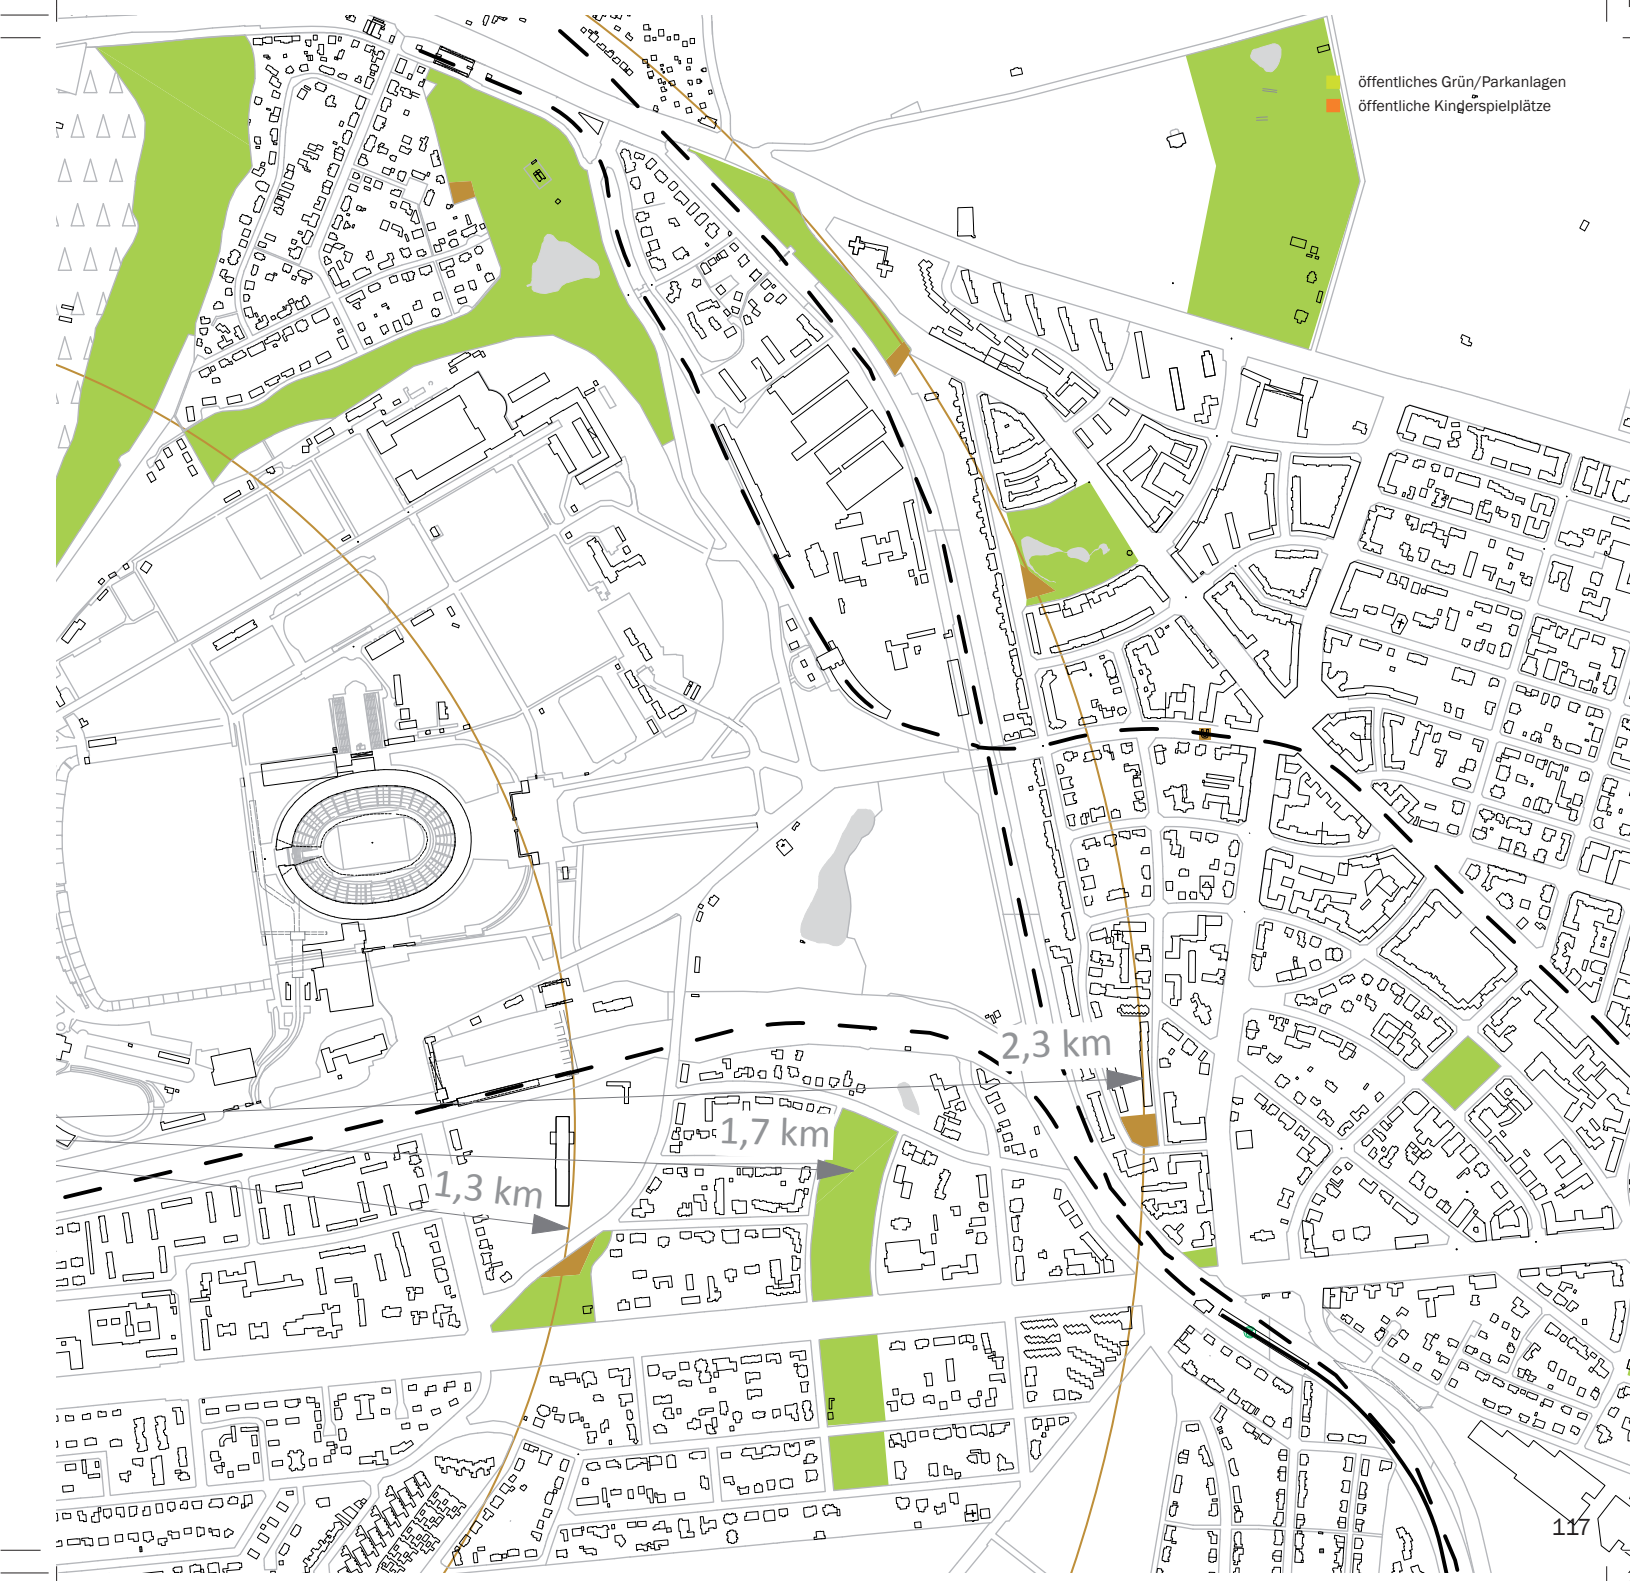 öffentliches Grün/Parkanlagen
öffentliche Kinderspielplätze
2,3 km
1,7 km
1,3 km
117